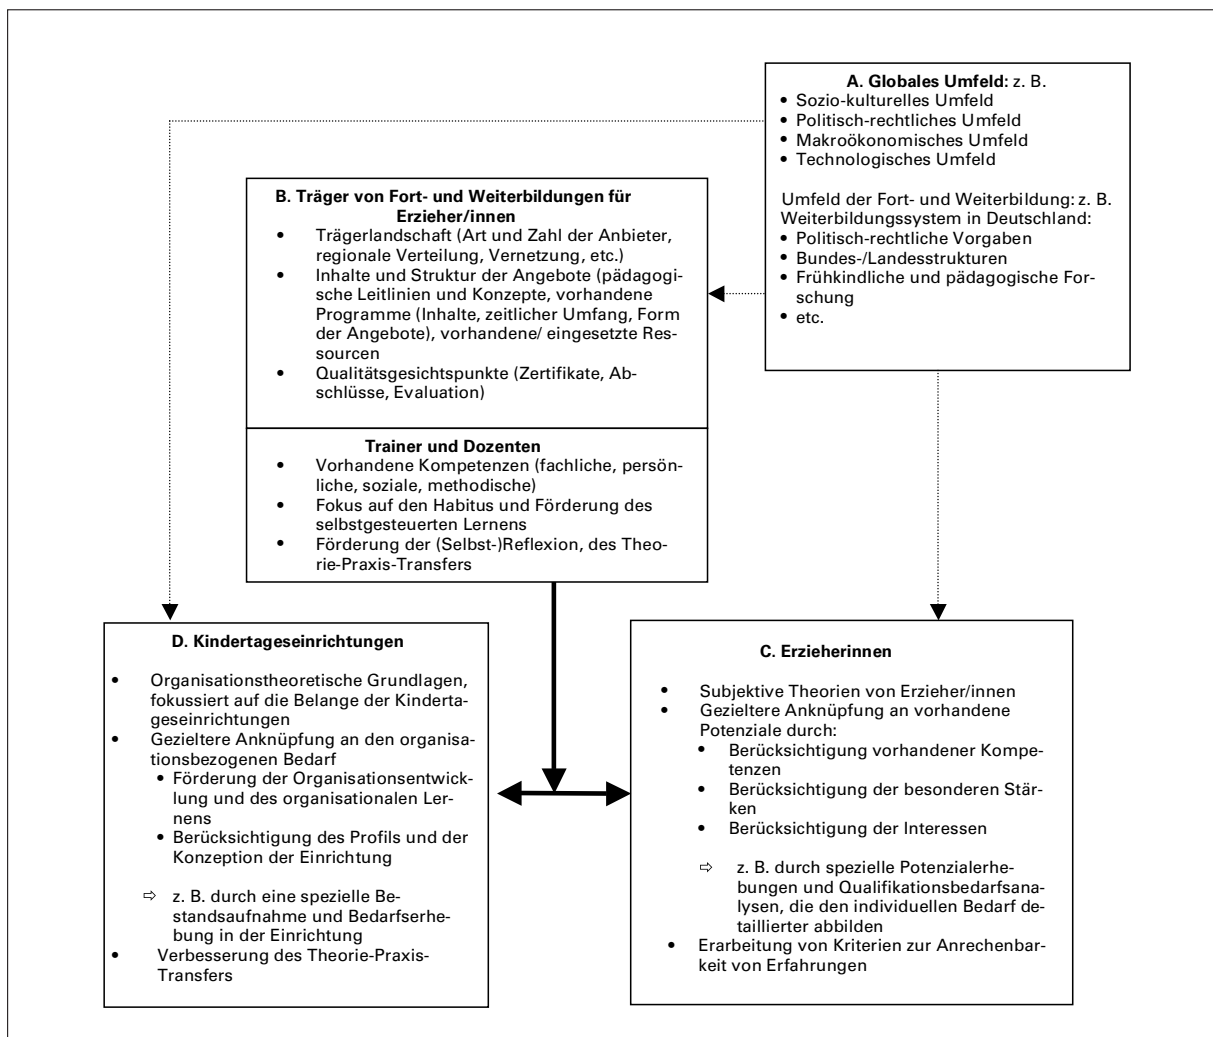 A. Globales Umfeld: z. B.
• Sozio-kulturelles Umfeld
• Politisch-rechtliches Umfeld
• Makroökonomisches Umfeld
• Technologisches Umfeld
Umfeld der Fort- und Weiterbildung: z. B.
Weiterbildungssystem in Deutschland:
• Politisch-rechtliche Vorgaben
• Bundes-/Landesstrukturen
• Frühkindliche und pädagogische For-
schung
• etc.
B. Träger von Fort- und Weiterbildungen für
Erzieher/innen
• Trägerlandschaft (Art und Zahl der Anbieter,
regionale Verteilung, Vernetzung, etc.)
• Inhalte und Struktur der Angebote (pädagogi-
sche Leitlinien und Konzepte, vorhandene
Programme (Inhalte, zeitlicher Umfang, Form
der Angebote), vorhandene/ eingesetzte Res-
sourcen
• Qualitätsgesichtspunkte (Zertifikate, Ab-
schlüsse, Evaluation)
Trainer und Dozenten
• Vorhandene Kompetenzen (fachliche, persön-
liche, soziale, methodische)
• Fokus auf den Habitus und Förderung des
selbstgesteuerten Lernens
• Förderung der (Selbst-)Reflexion, des Theo-
rie-Praxis-Transfers
D. Kindertageseinrichtungen
• Organisationstheoretische Grundlagen,
fokussiert auf die Belange der Kinderta-
geseinrichtungen
• Gezieltere Anknüpfung an den organisa-
tionsbezogenen Bedarf
• Förderung der Organisationsentwick-
lung und des organisationalen Ler-
nens
• Berücksichtigung des Profils und der
Konzeption der Einrichtung
⇨ z. B. durch eine spezielle Be-
standsaufnahme und Bedarfserhe-
bung in der Einrichtung
• Verbesserung des Theorie-Praxis-
Transfers
C. Erzieherinnen
• Subjektive Theorien von Erzieher/innen
• Gezieltere Anknüpfung an vorhandene
Potenziale durch:
• Berücksichtigung vorhandener Kompe-
tenzen
• Berücksichtigung der besonderen Stär-
ken
• Berücksichtigung der Interessen
⇨ z. B. durch spezielle Potenzialerhe-
bungen und Qualifikationsbedarfsana-
lysen, die den individuellen Bedarf de-
taillierter abbilden
• Erarbeitung von Kriterien zur Anrechenbar-
keit von Erfahrungen